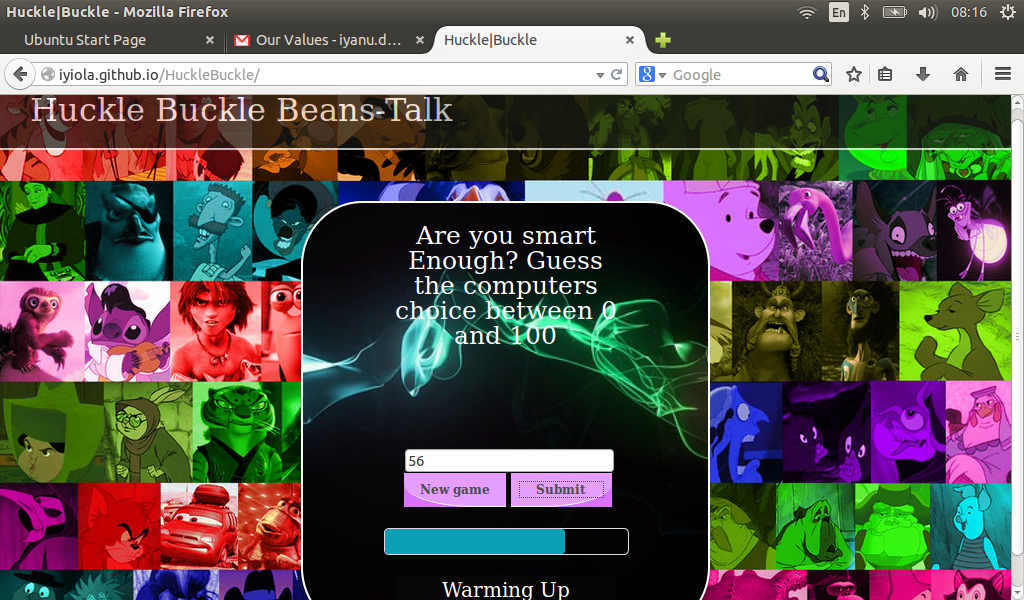 Huckle|Buckle - Mozilla Firefox
En
08:16
Ubuntu Start Page
Our Values - iyanu.d...
Huckle|Buckle
iyiola.github.io/HuckleBuckle/
Google
Huckle Buckle Beans-Talk
Are you smart
Enough? Guess
the computers
choice between 0
and 100
56
New game
Submit
Warming Up